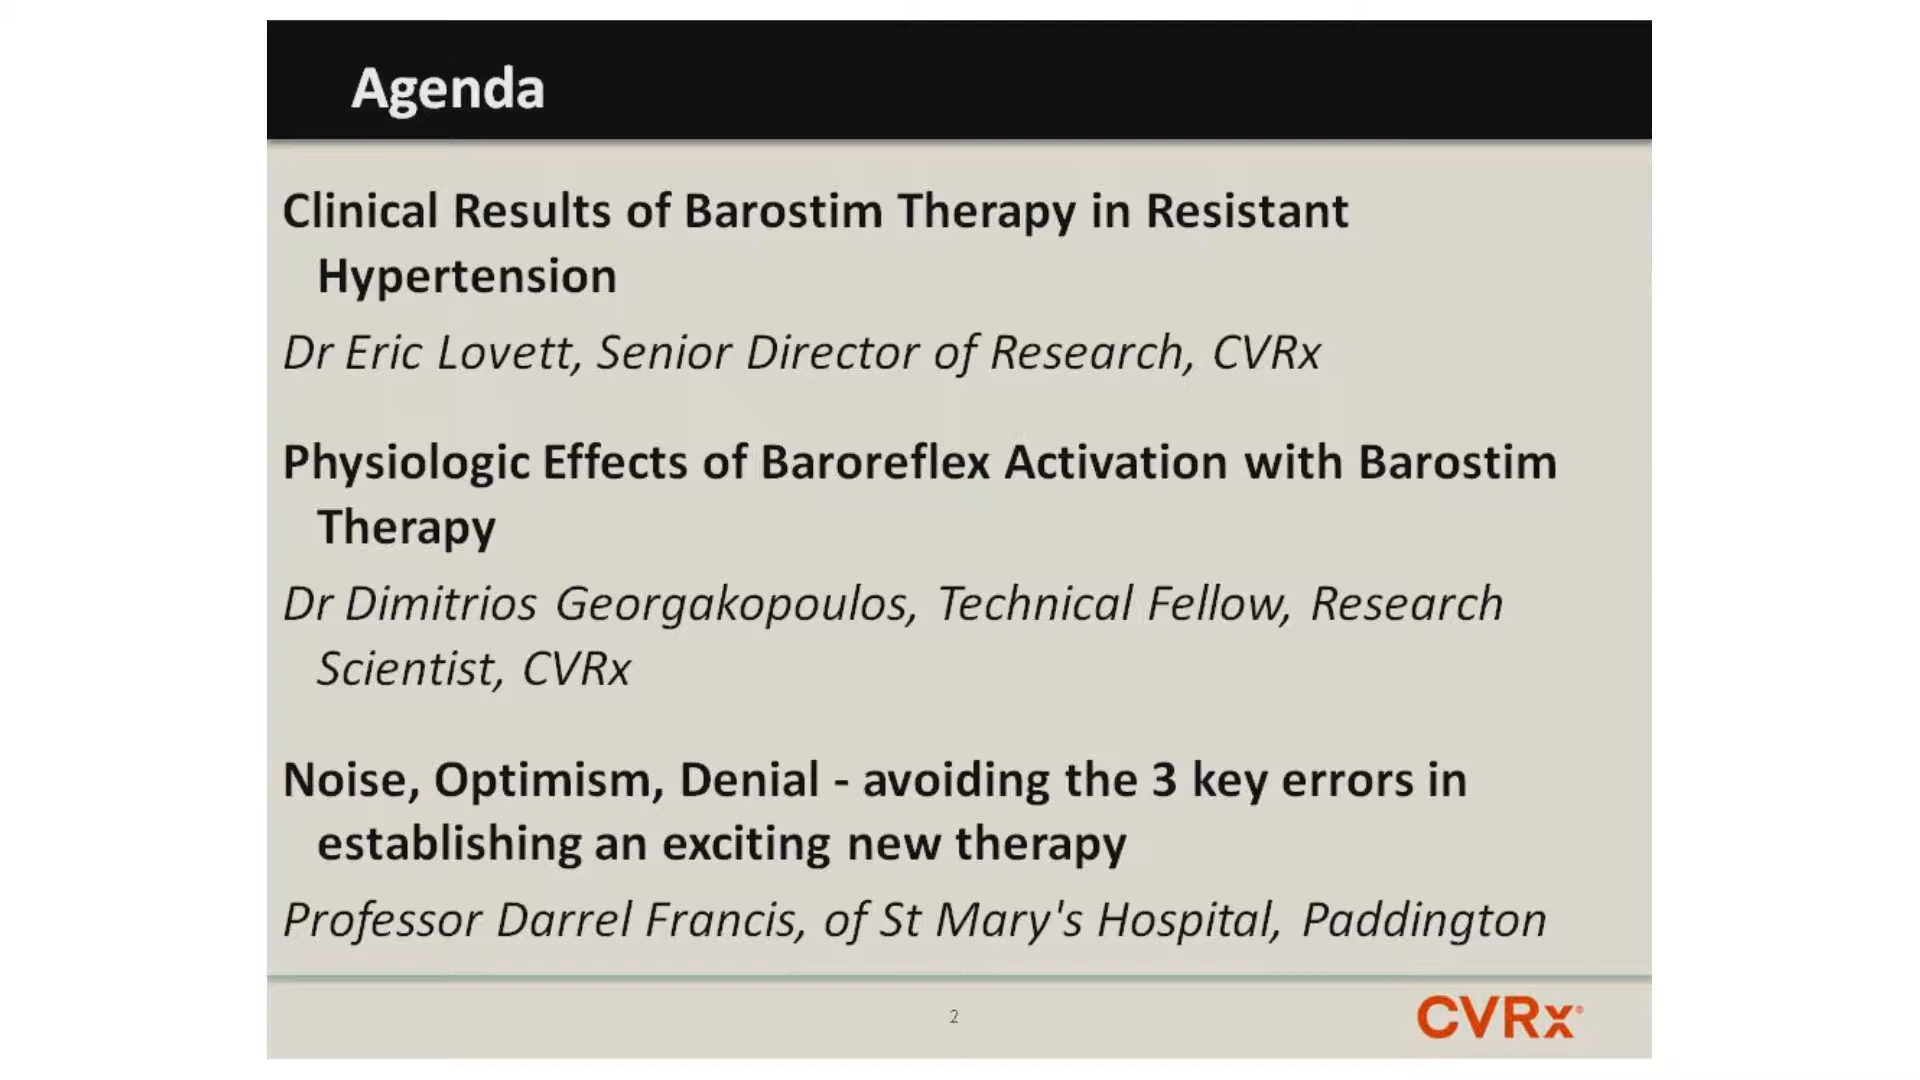 Agenda
Clinical Results of Barostim Therapy in Resistant
Hypertension
Dr Eric Lovett, Senior Director of Research, CVRx
Physiologic Effects of Baroreflex Activation with Barostim
Therapy
Dr Dimitrios Georgakopoulos, Technical Fellow, Research
Scientist, CVRx
Noise, Optimism, Denial - avoiding the 3 key errors in
establishing an exciting new therapy
Professor Darrel Francis, of St Mary's Hospital, Paddington
2
CVRx®